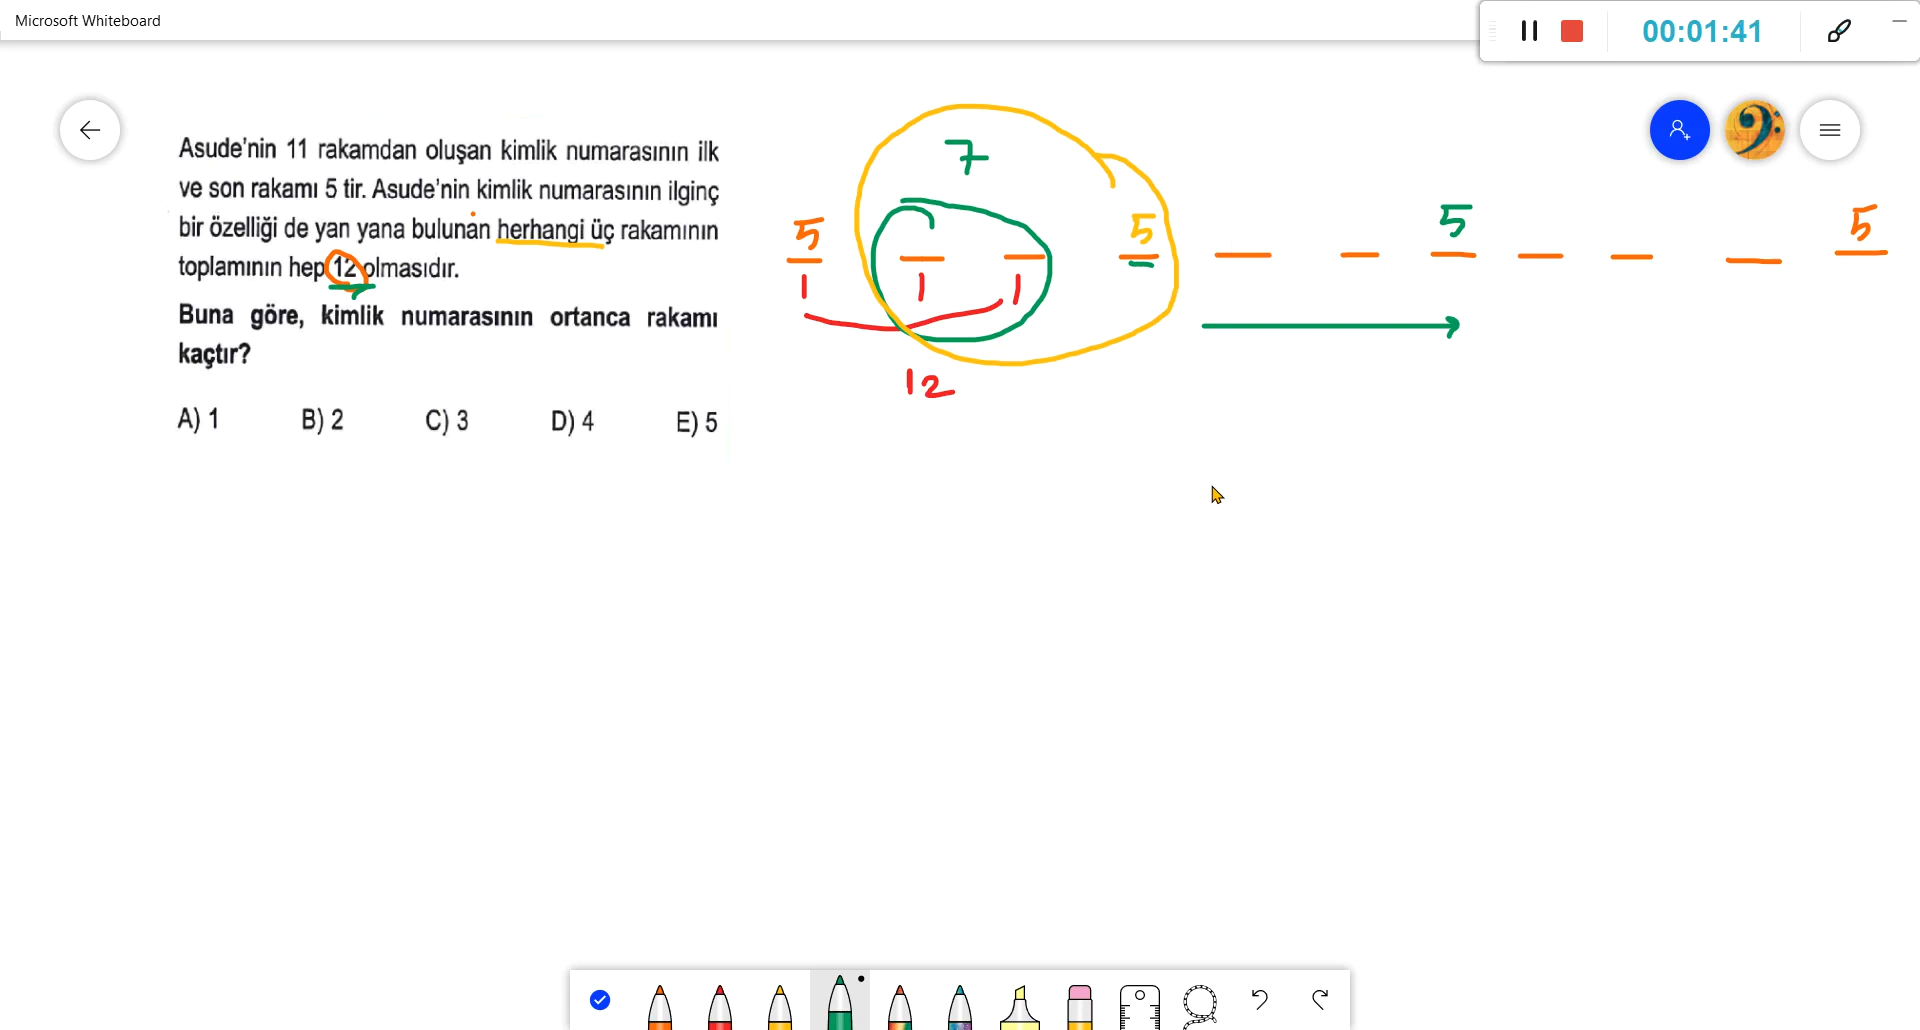 Microsoft Whiteboard
00:01:41
Asude'nin 11 rakamdan oluşan kimlik numarasının ilk
ve son rakamı 5 tir. Asude'nin kimlik numarasının ilginç
bir özelliği de yan yana bulunan herhangi üç rakamının
toplamının hep 12 olmasıdır.
Buna göre, kimlik numarasının ortanca rakamı
kaçtır?
A) 1 B) 2 C) 3 D) 4 E) 5
7
5 5 5 5
1 1 1
12